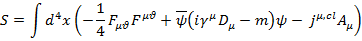 S = ∫ d⁴x (−1/4 F_{μϑ}F^{μϑ} + ψ̅(iγ^μ D_μ − m)ψ − j^{μ,cl}A_μ)